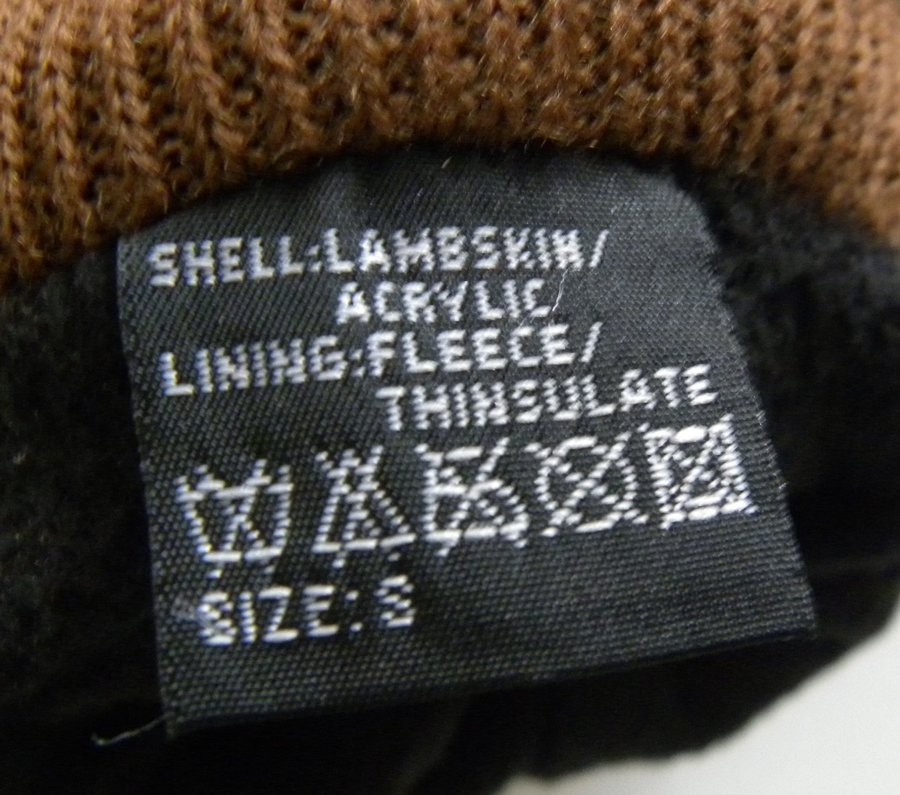 SHELL:LAMBSKIN/
ACRYLIC/
LINING:FLEECE/
THINSULATE
SIZE:S